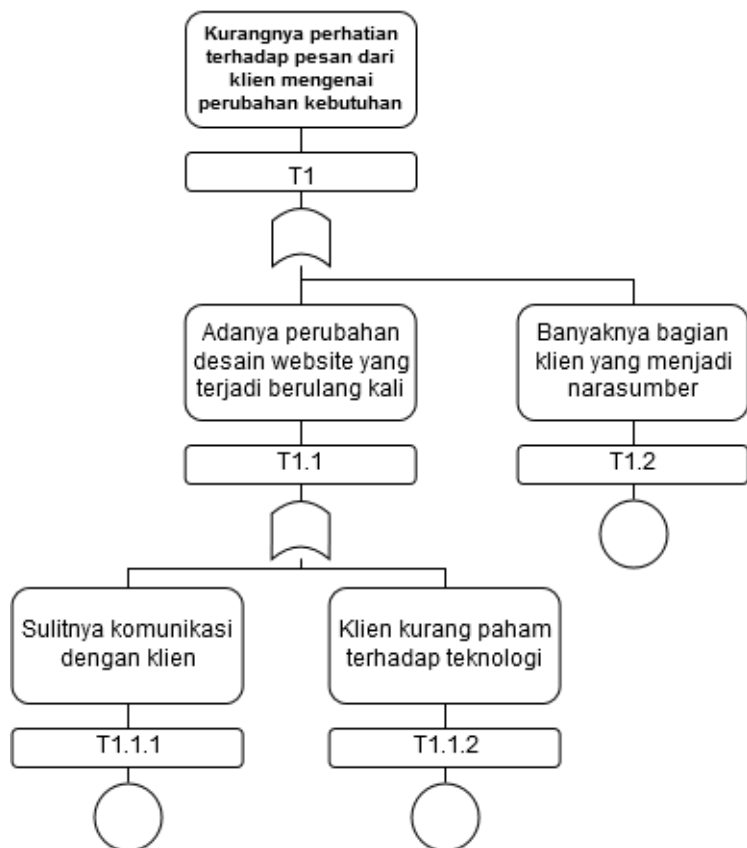 Kurangnya perhatian
terhadap pesan dari
klien mengenai
perubahan kebutuhan
T1
Adanya perubahan
desain website yang
terjadi berulang kali
Banyaknya bagian
klien yang menjadi
narasumber
T1.1
T1.2
Sulitnya komunikasi
dengan klien
Klien kurang paham
terhadap teknologi
T1.1.1
T1.1.2